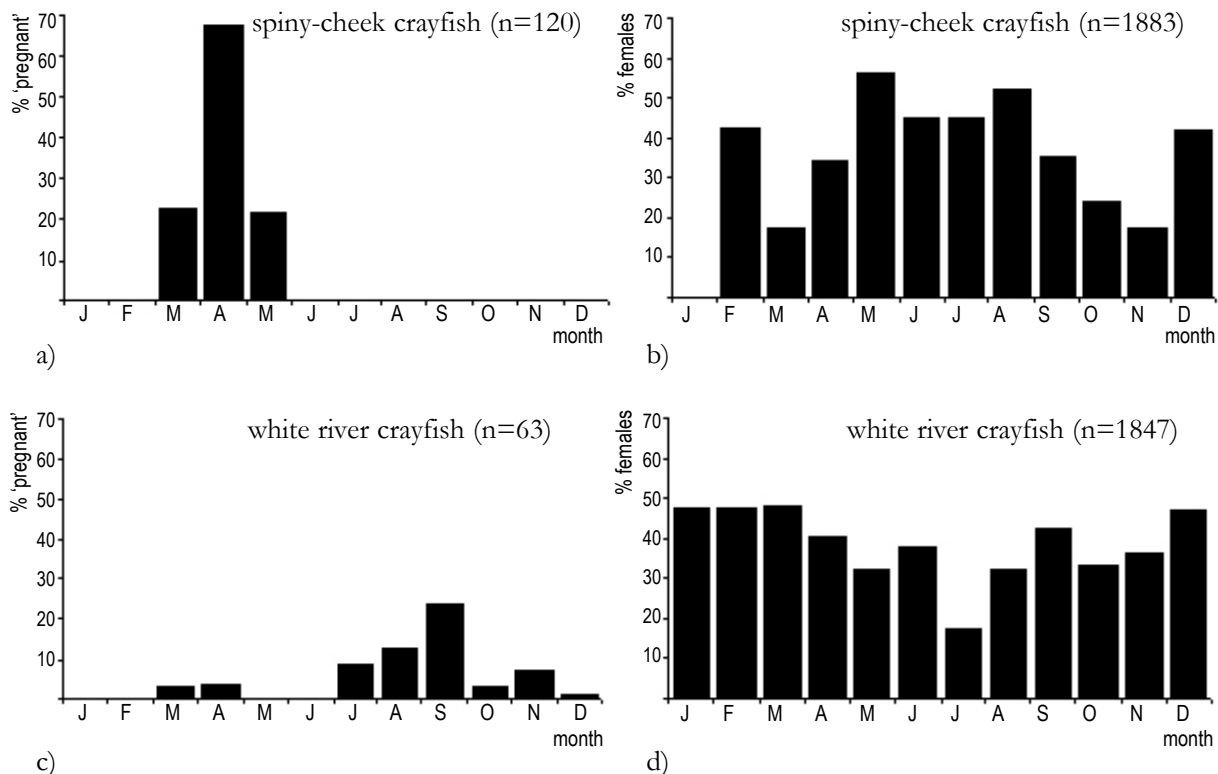 spiny-cheek crayfish (n=120)
% 'pregnant'
70
60
50
40
30
20
10
J F M A M J J A S O N D
month
a)
spiny-cheek crayfish (n=1883)
% females
70
60
50
40
30
20
10
J F M A M J J A S O N D
month
b)
white river crayfish (n=63)
% 'pregnant'
70
60
50
40
30
20
10
J F M A M J J A S O N D
month
c)
white river crayfish (n=1847)
% females
70
60
50
40
30
20
10
J F M A M J J A S O N D
month
d)